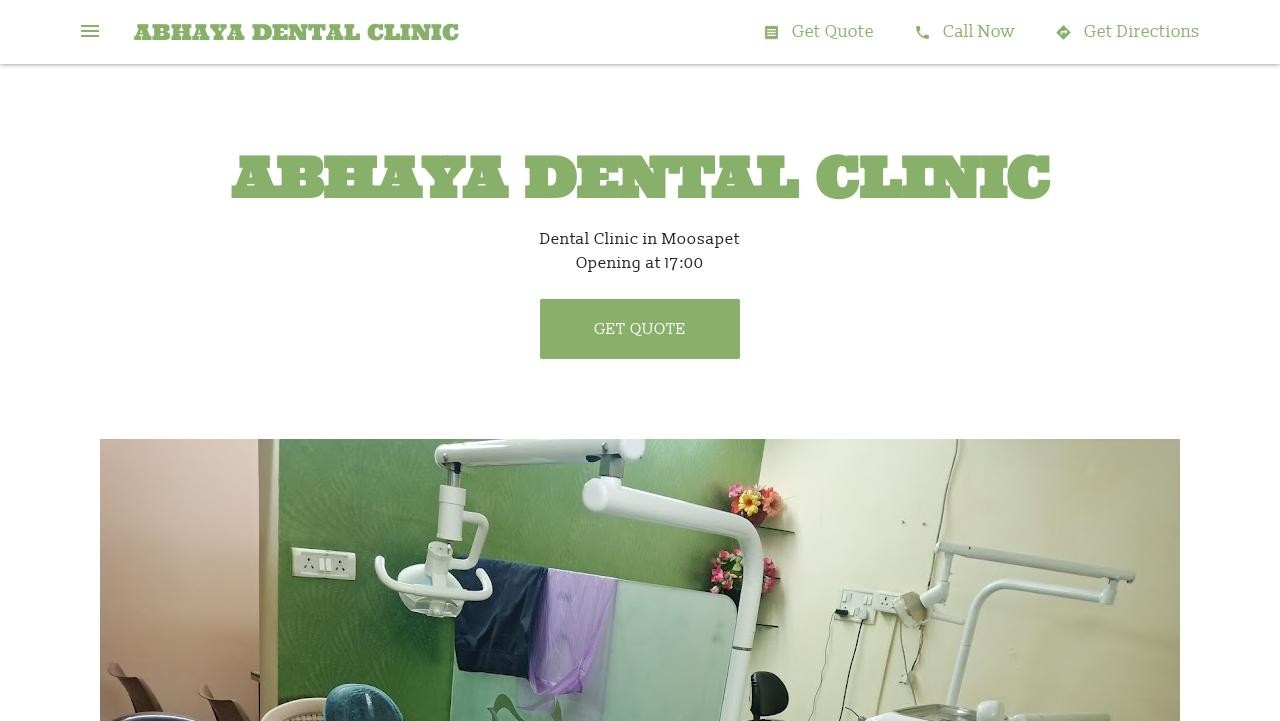 ABHAYA DENTAL CLINIC
Get Quote
Call Now
Get Directions
ABHAYA DENTAL CLINIC
Dental Clinic in Moosapet
Opening at 17:00
GET QUOTE